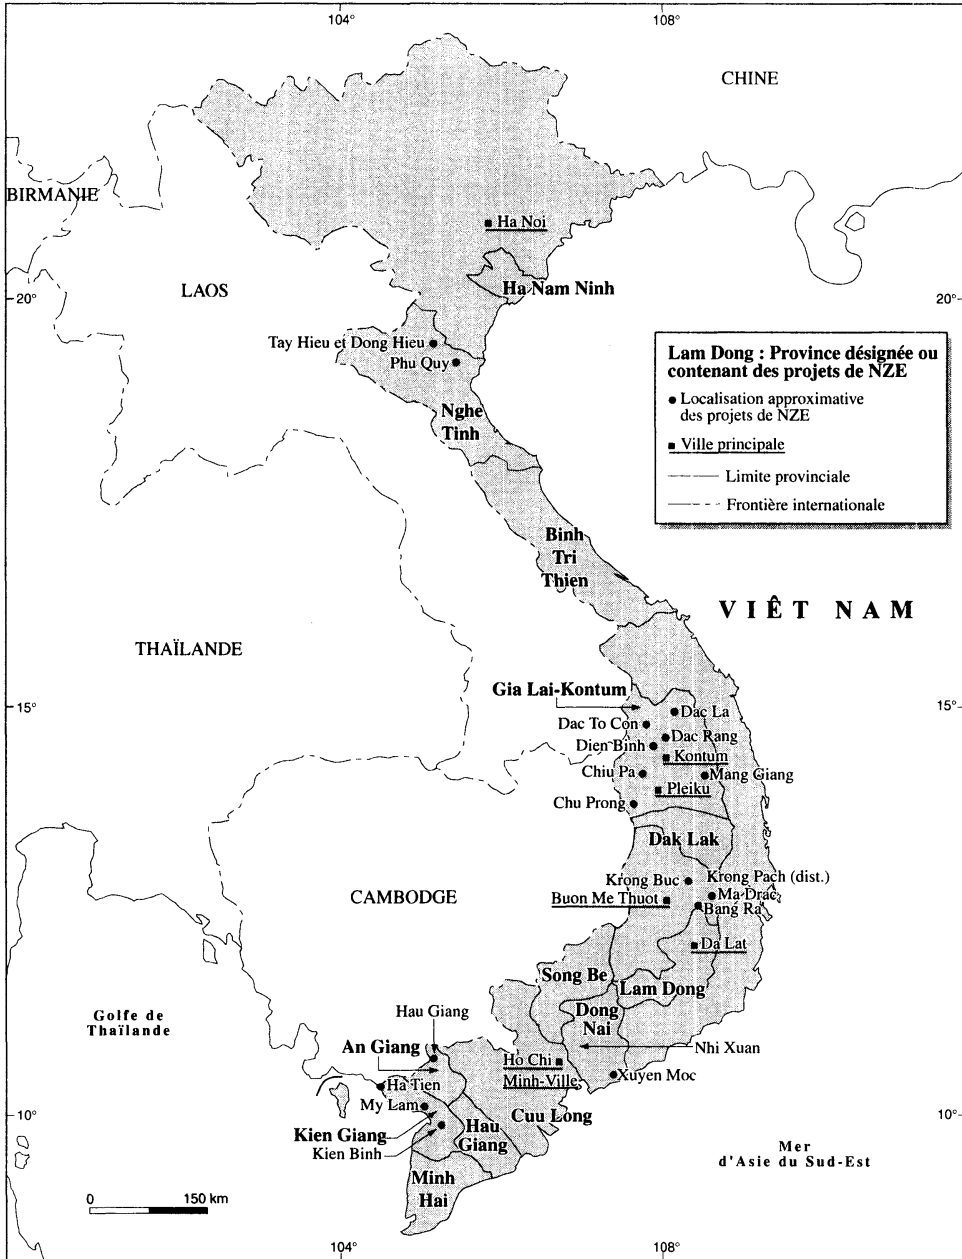 104°
108°
CHINE
BIRMANIE
Ha Noi
LAOS
Ha Nam Ninh
20°
20°
Tay Hieu et Dong Hieu
Phu Quy
Lam Dong : Province désignée ou
contenant des projets de NZE
Localisation approximative
des projets de NZE
Ville principale
Limite provinciale
Frontière internationale
Nghe
Tinh
Binh
Tri
Thien
VIÊT NAM
THAÏLANDE
Gia Lai-Kontum
15°
15°
Dac La
Dac To Con
Dac Rang
Dien Binh
Kontum
Chiu Pa
Mang Giang
Pleiku
Chu Prong
Dak Lak
Krong Pach (dist.)
Krong Buc
Ma Drac
Buon Me Thuot
Bang Ra
CAMBODGE
Da Lat
Song Be
Lam Dong
Dong
Nai
Golfe de
Thaïlande
Hau Giang
An Giang
Nhi Xuan
Ho Chi
Minh-Ville
Xuyen Moc
Ha Tien
My Lam
Cuu Long
10°
10°
Kien Giang
Hau
Giang
Kien Binh
Mer
d'Asie du Sud-Est
Minh
Hai
0 150 km
104°
108°